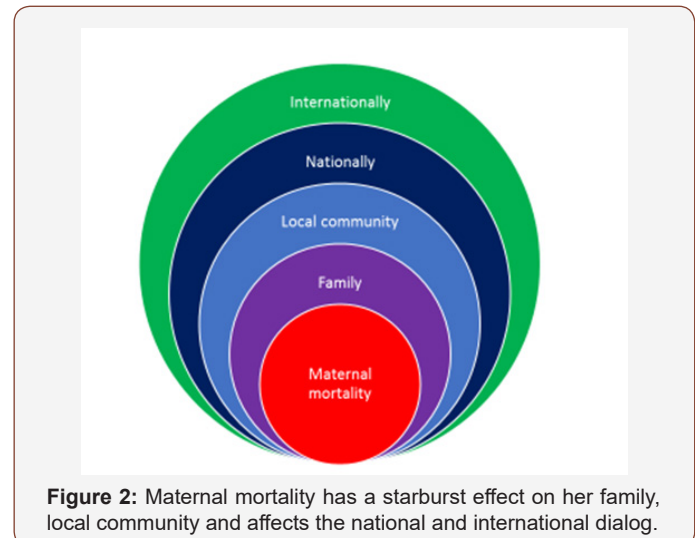 Internationally
Nationally
Local community
Family
Maternal
mortality
Figure 2: Maternal mortality has a starburst effect on her family,
local community and affects the national and international dialog.